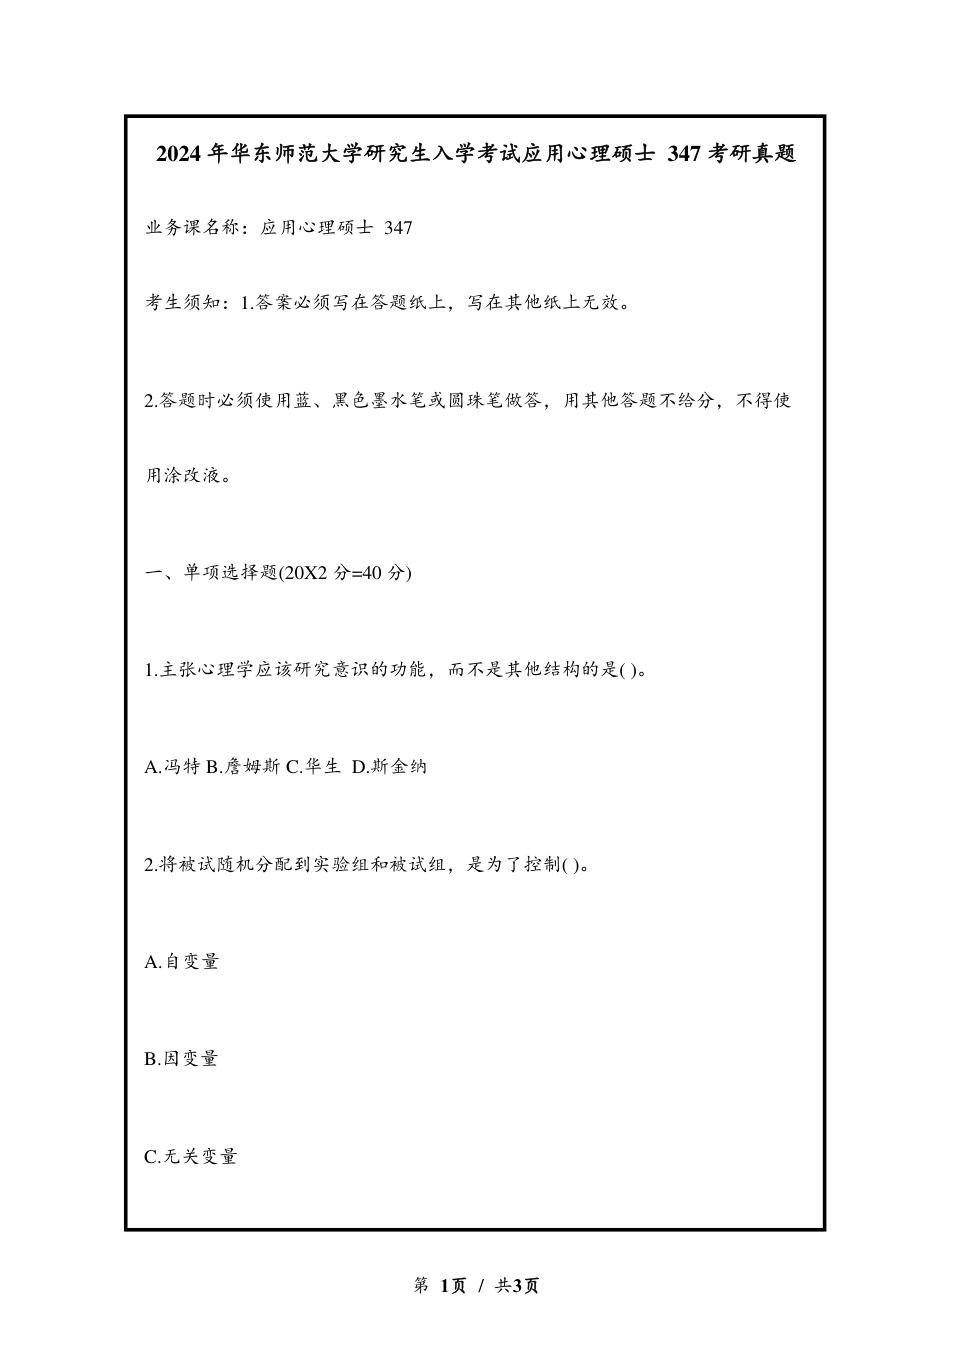 2024 年华东师范大学研究生入学考试应用心理硕士 347 考研真题
业务课名称：应用心理硕士 347
考生须知：1.答案必须写在答题纸上，写在其他纸上无效。
2.答题时必须使用蓝、黑色墨水笔或圆珠笔做答，用其他答题不给分，不得使
用涂改液。
一、单项选择题(20X2 分=40 分)
1.主张心理学应该研究意识的功能，而不是其他结构的是( )。
A.冯特 B.詹姆斯 C.华生 D.斯金纳
2.将被试随机分配到实验组和被试组，是为了控制( )。
A.自变量
B.因变量
C.无关变量
第 1页 / 共3页